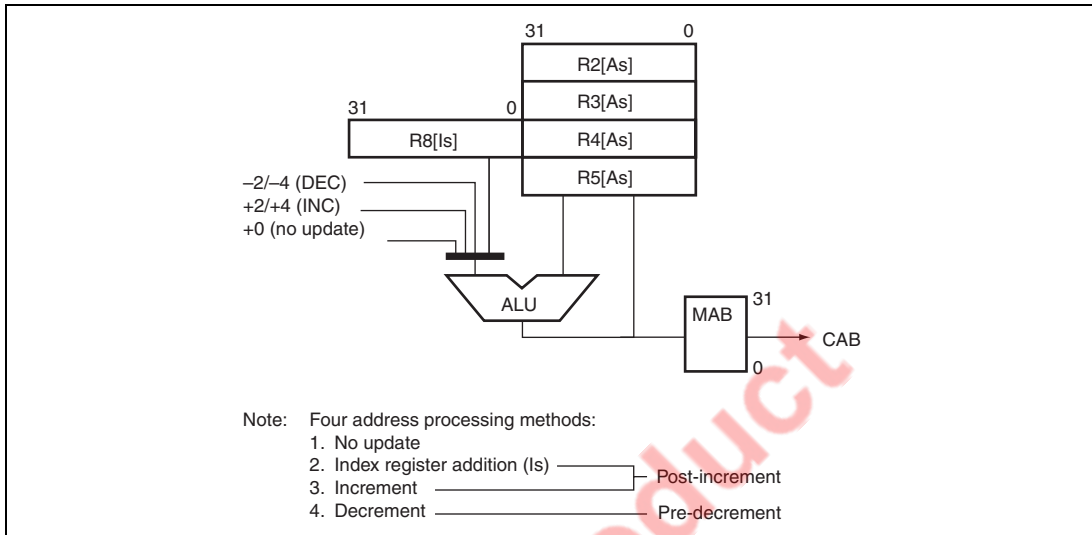 31 0
R2[As]
R3[As]
31 0
R8[Is] R4[As]
R5[As]
–2/–4 (DEC)
+2/+4 (INC)
+0 (no update)
ALU
MAB
31
0
CAB
Note: Four address processing methods:
1. No update
2. Index register addition (Is)
3. Increment
Post-increment
4. Decrement
Pre-decrement
duct